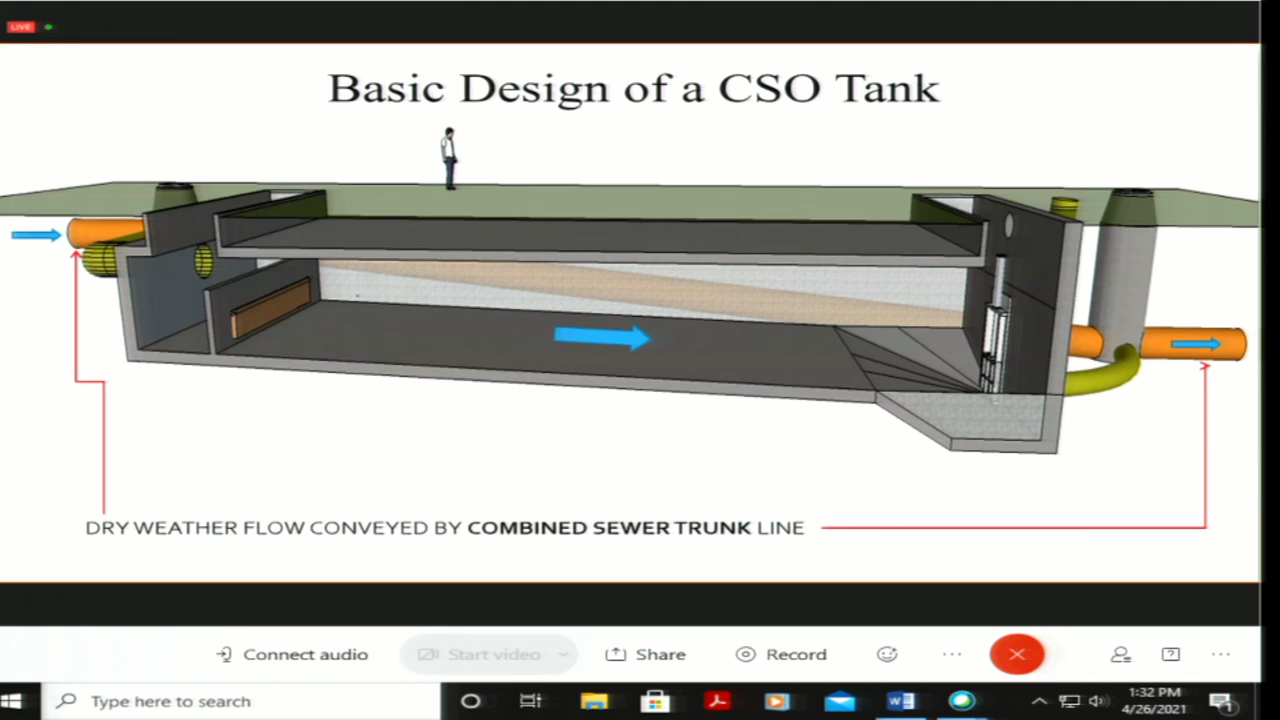 LIVE
Basic Design of a CSO Tank
DRY WEATHER FLOW CONVEYED BY COMBINED SEWER TRUNK LINE
Connect audio
Start video
Share
Record
Type here to search
1:32 PM
4/26/2021
1